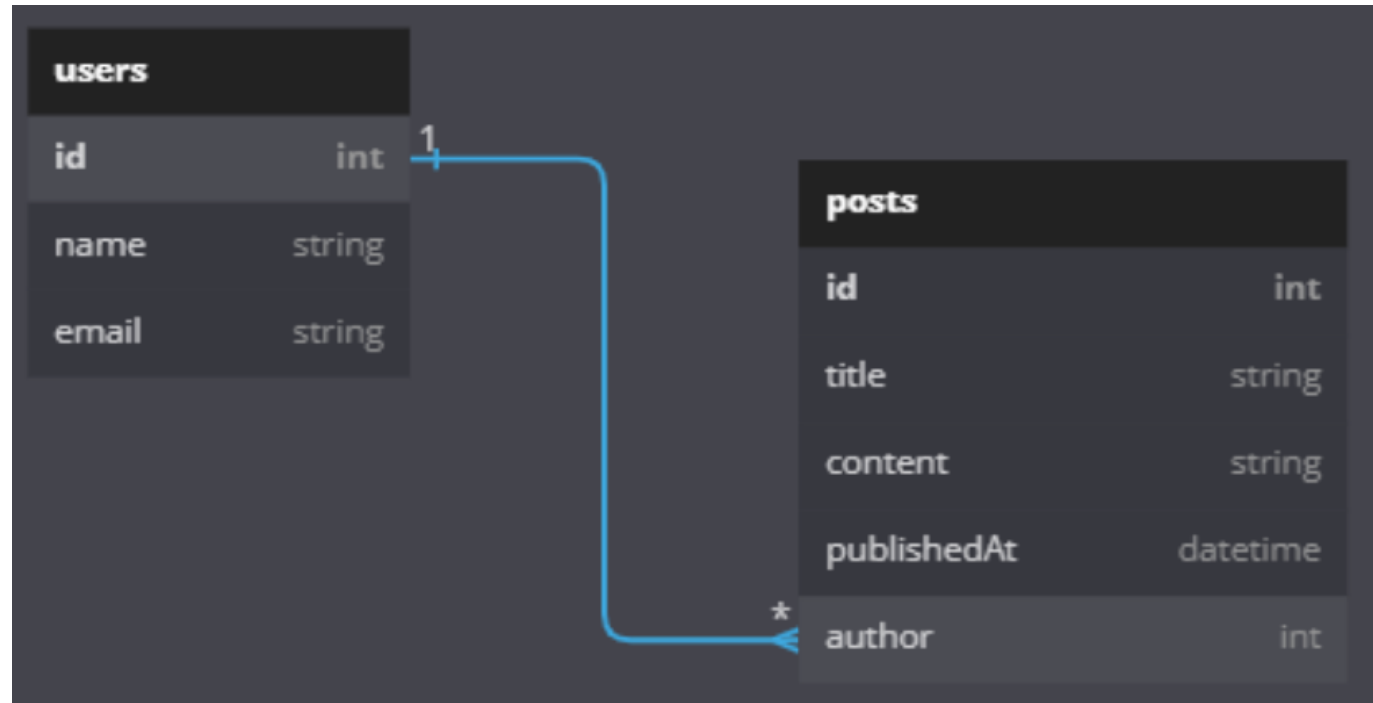 users
id int
name string
email string
1
posts
id int
title string
content string
publishedAt datetime
* author int